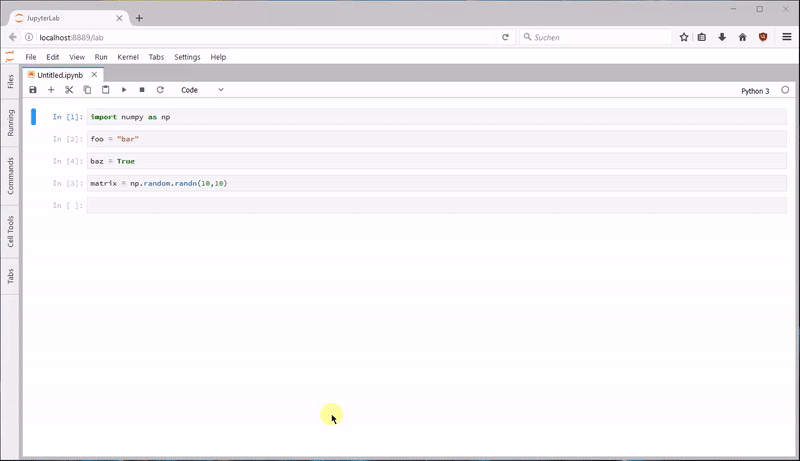 JupyterLab
localhost:8889/lab
Suchen
File Edit View Run Kernel Tabs Settings Help
Files
Running
Commands
Cell Tools
Tabs
Untitled.ipynb
Code
Python 3
In [1]: import numpy as np
In [2]: foo = "bar"
In [4]: baz = True
In [3]: matrix = np.random.randn(10,10)
In [ ]: